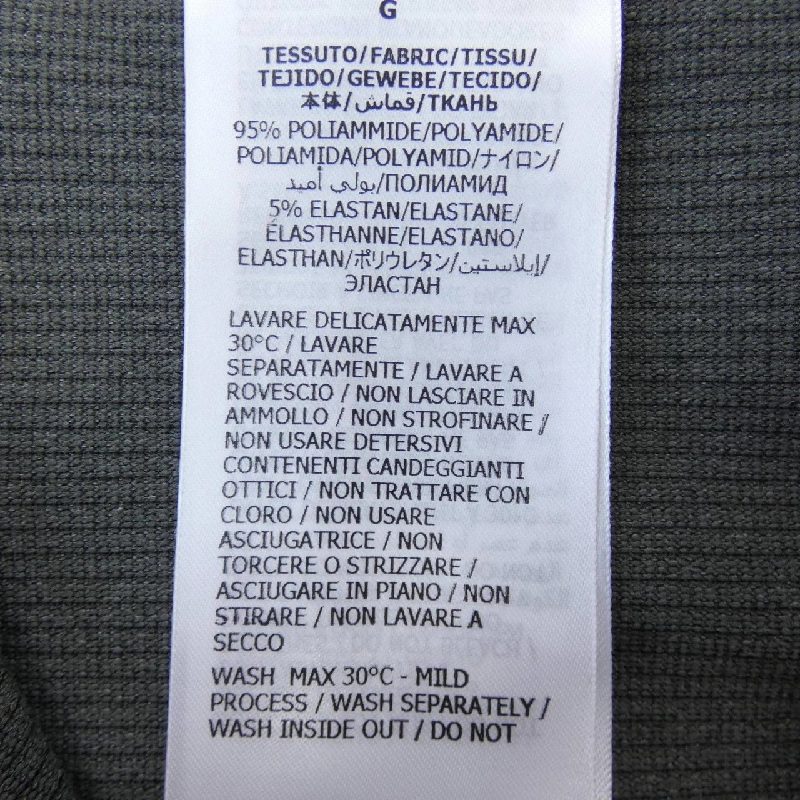 G
TESSUTO/FABRIC/TISSU/
TEJIDO/GEWEBE/TECIDO/
本体/قماش/ТКАНЬ
95% POLIAMMIDE/POLYAMIDE/
POLIAMIDA/POLYAMID/ナイロン/
بولي أميد/ПОЛИАМИД
5% ELASTAN/ELASTANE/
ÉLASTHANNE/ELASTANO/
ELASTHAN/ポリウレタン/إيلاستين/
ЭЛАСТАН
LAVARE DELICATAMENTE MAX
30°C / LAVARE
SEPARATAMENTE / LAVARE A
ROVESCIO / NON LASCIARE IN
AMMOLLO / NON STROFINARE /
NON USARE DETERSIVI
CONTENENTI CANDEGGIANTI
OTTICI / NON TRATTARE CON
CLORO / NON USARE
ASCIUGATRICE / NON
TORCERE O STRIZZARE /
ASCIUGARE IN PIANO / NON
STIRARE / NON LAVARE A
SECCO
WASH MAX 30°C - MILD
PROCESS / WASH SEPARATELY /
WASH INSIDE OUT / DO NOT